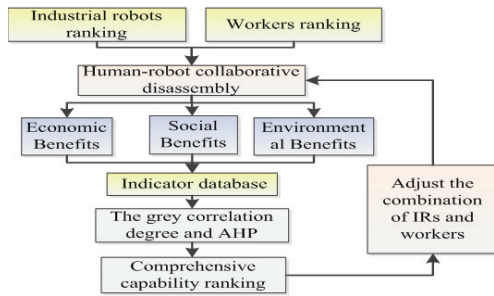 Industrial robots
ranking
Workers ranking
Human-robot collaborative
disassembly
Economic
Benefits
Social
Benefits
Environment
al Benefits
Indicator database
The grey correlation
degree and AHP
Comprehensive
capability ranking
Adjust the
combination
of IRs and
workers